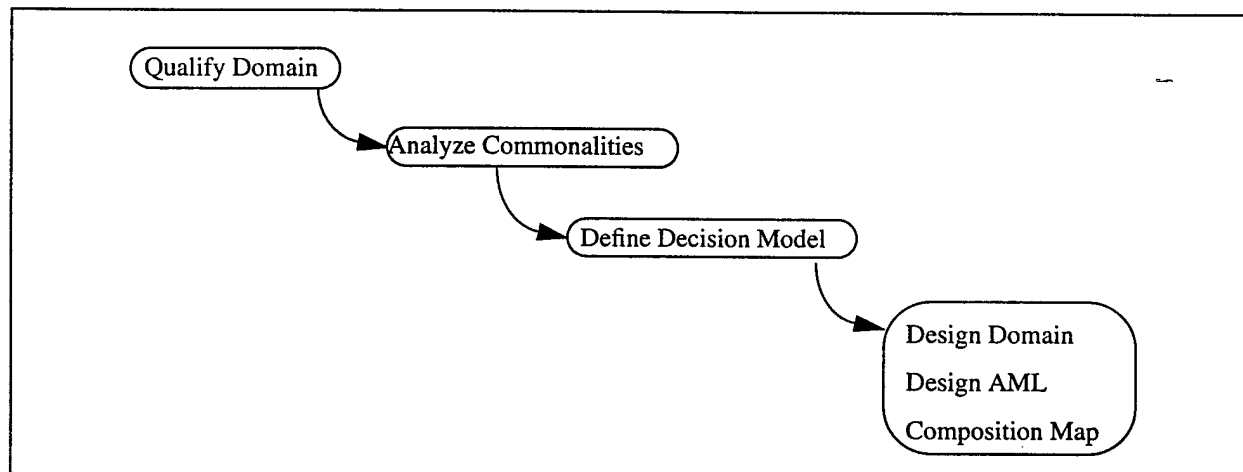 Qualify Domain
Analyze Commonalities
Define Decision Model
Design Domain
Design AML
Composition Map